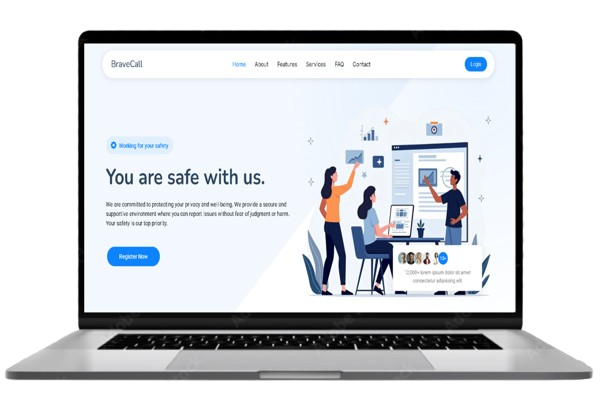 BraveCall
Home About Features Services FAQ Contact Login
Working for your safety
You are safe with us.
We are committed to protecting your privacy and well being. We provide a secure and
supportive environment where you can report issues without fear of judgment or harm.
Your safety is our top priority.
Register Now
12,000+ lorem ipsum dolor sit amet
consectetur adipiscing elit